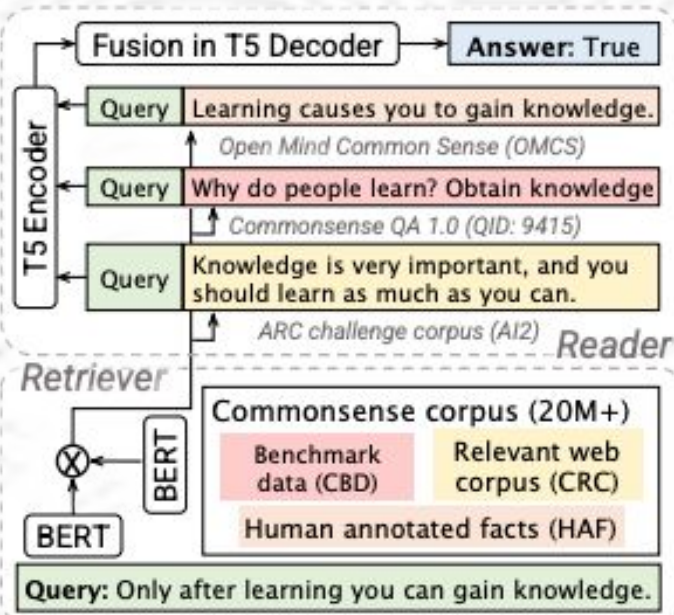 Fusion in T5 Decoder
Answer: True
T5 Encoder
Query
Learning causes you to gain knowledge.
Open Mind Common Sense (OMCS)
Query
Why do people learn? Obtain knowledge
Commonsense QA 1.0 (QID: 9415)
Query
Knowledge is very important, and you
should learn as much as you can.
ARC challenge corpus (AI2)
Reader
Retriever
Commonsense corpus (20M+)
Benchmark
data (CBD)
Relevant web
corpus (CRC)
Human annotated facts (HAF)
BERT
BERT
Query: Only after learning you can gain knowledge.